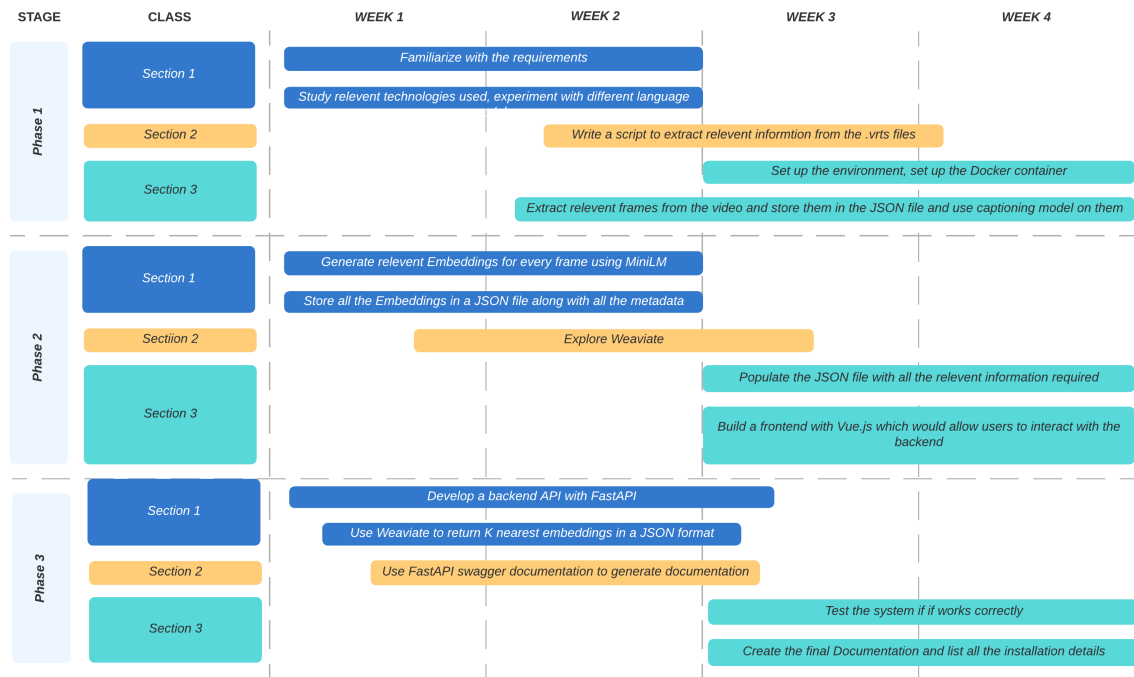 STAGE CLASS WEEK 1 WEEK 2 WEEK 3 WEEK 4
Phase 1
Section 1
Familiarize with the requirements
Study relevent technologies used, experiment with different language
Section 2
Write a script to extract relevent informtion from the .vrts files
Section 3
Set up the environment, set up the Docker container
Extract relevent frames from the video and store them in the JSON file and use captioning model on them
Phase 2
Section 1
Generate relevent Embeddings for every frame using MiniLM
Store all the Embeddings in a JSON file along with all the metadata
Sectiion 2
Explore Weaviate
Section 3
Populate the JSON file with all the relevent information required
Build a frontend with Vue.js which would allow users to interact with the
backend
Phase 3
Section 1
Develop a backend API with FastAPI
Use Weaviate to return K nearest embeddings in a JSON format
Section 2
Use FastAPI swagger documentation to generate documentation
Section 3
Test the system if if works correctly
Create the final Documentation and list all the installation details